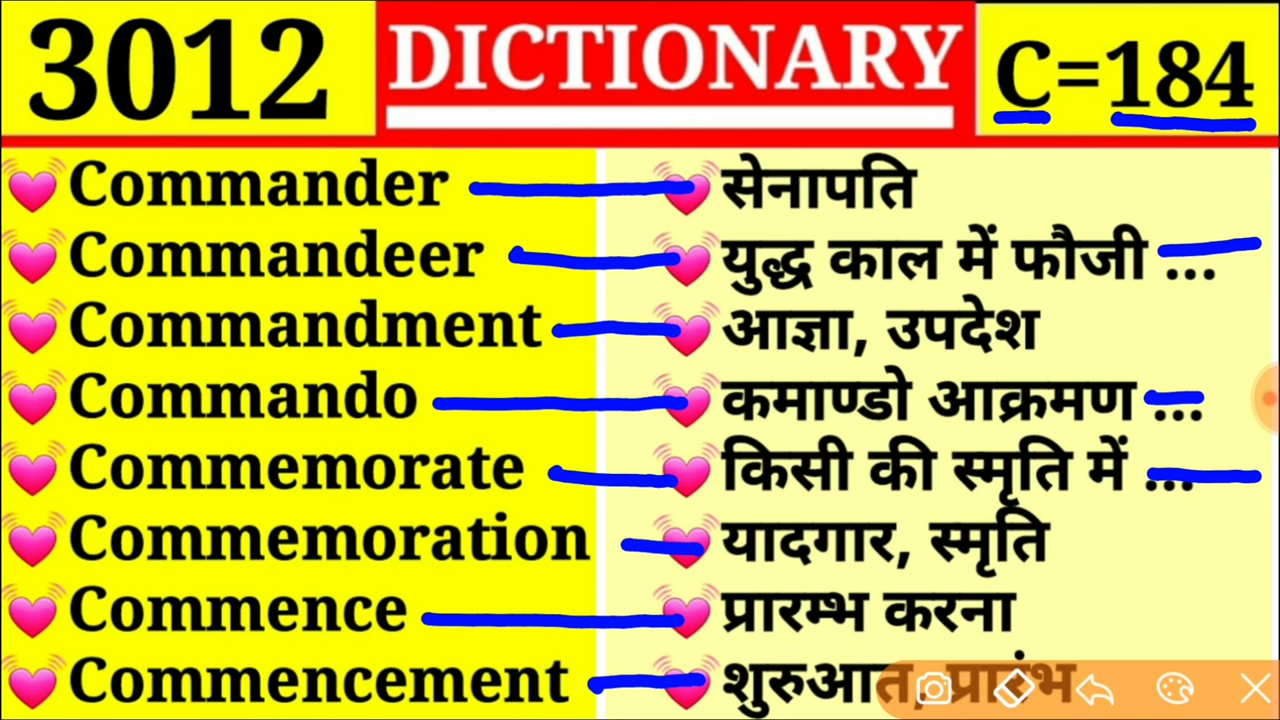 3012 DICTIONARY C=184
Commander सेनापति
Commandeer युद्ध काल में फौजी ...
Commandment आज्ञा, उपदेश
Commando कमाण्डो आक्रमण ...
Commemorate किसी की स्मृति में ...
Commemoration यादगार, स्मृति
Commence प्रारम्भ करना
Commencement शुरुआत, प्रारंभ